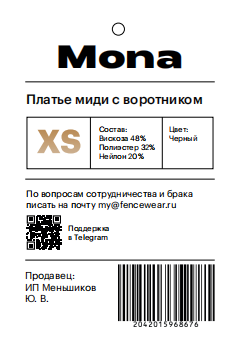 Mona
Платье миди с воротником
XS
Состав:
Вискоза 48%
Полиэстер 32%
Нейлон 20%
Цвет:
Черный
По вопросам сотрудничества и брака
писать на почту my@fencewear.ru
Поддержка
в Telegram
Продавец:
ИП Меньшиков
Ю. В.
2042015968676